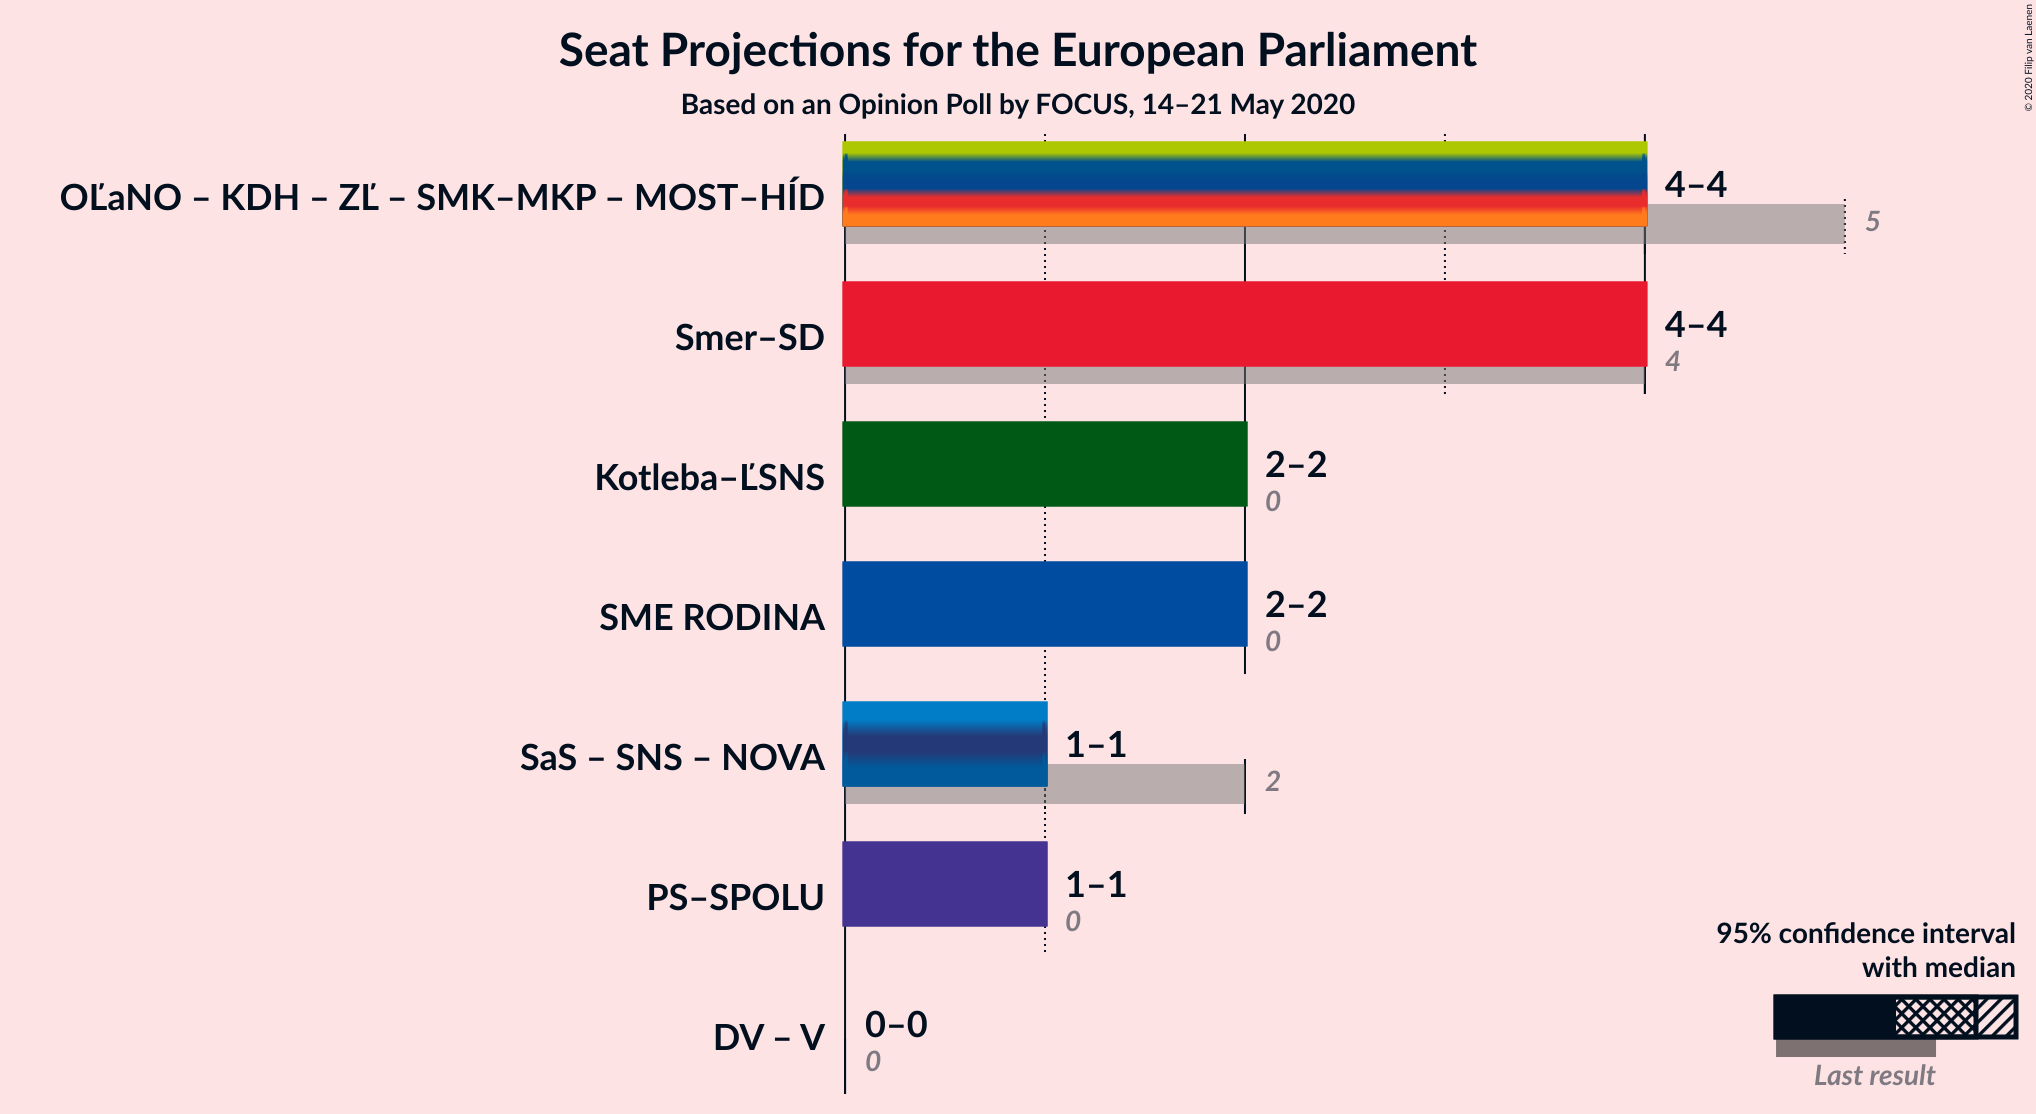 Seat Projections for the European Parliament
Based on an Opinion Poll by FOCUS, 14–21 May 2020
© 2020 Filip van Laenen
OĽaNO – KDH – ZĽ – SMK–MKP – MOST–HÍD
4–4
5
Smer–SD
4–4
4
Kotleba–ĽSNS
2–2
0
SME RODINA
2–2
0
SaS – SNS – NOVA
1–1
2
PS–SPOLU
1–1
0
DV – V
0–0
0
95% confidence interval
with median
Last result